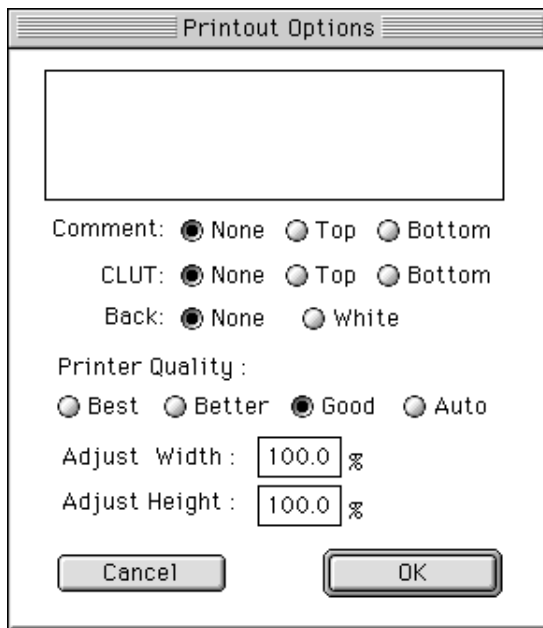 Printout Options
Comment: None Top Bottom
CLUT: None Top Bottom
Back: None White
Printer Quality :
Best Better Good Auto
Adjust Width : 100.0 %
Adjust Height : 100.0 %
Cancel OK